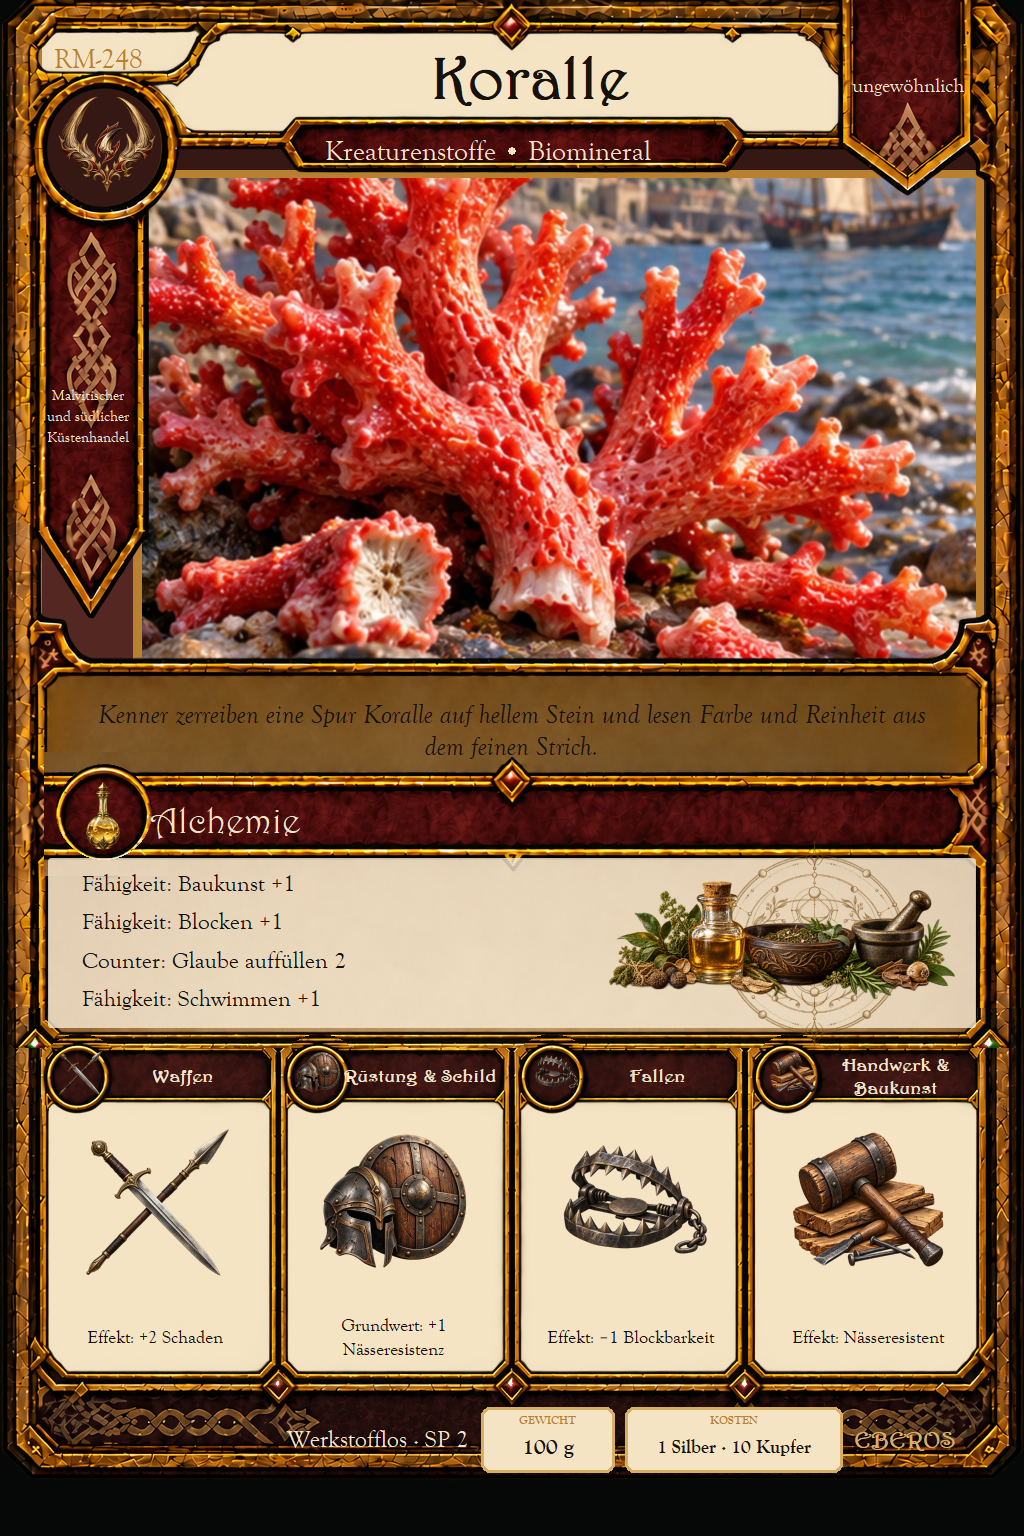 RM-248
Koralle
ungewöhnlich
Kreaturenstoffe • Biomineral
Malvitischer
und südlicher
Küstenhandel
Kenner zerreiben eine Spur Koralle auf hellem Stein und lesen Farbe und Reinheit aus
dem feinen Strich.
Alchemie
Fähigkeit: Baukunst +1
Fähigkeit: Blocken +1
Counter: Glaube auffüllen 2
Fähigkeit: Schwimmen +1
Waffen
Effekt: +2 Schaden
Rüstung & Schild
Grundwert: +1
Nässeresistenz
Fallen
Effekt: −1 Blockbarkeit
Handwerk &
Baukunst
Effekt: Nässeresistent
Werkstofflos · SP 2
GEWICHT
100 g
KOSTEN
1 Silber · 10 Kupfer
EBEROS